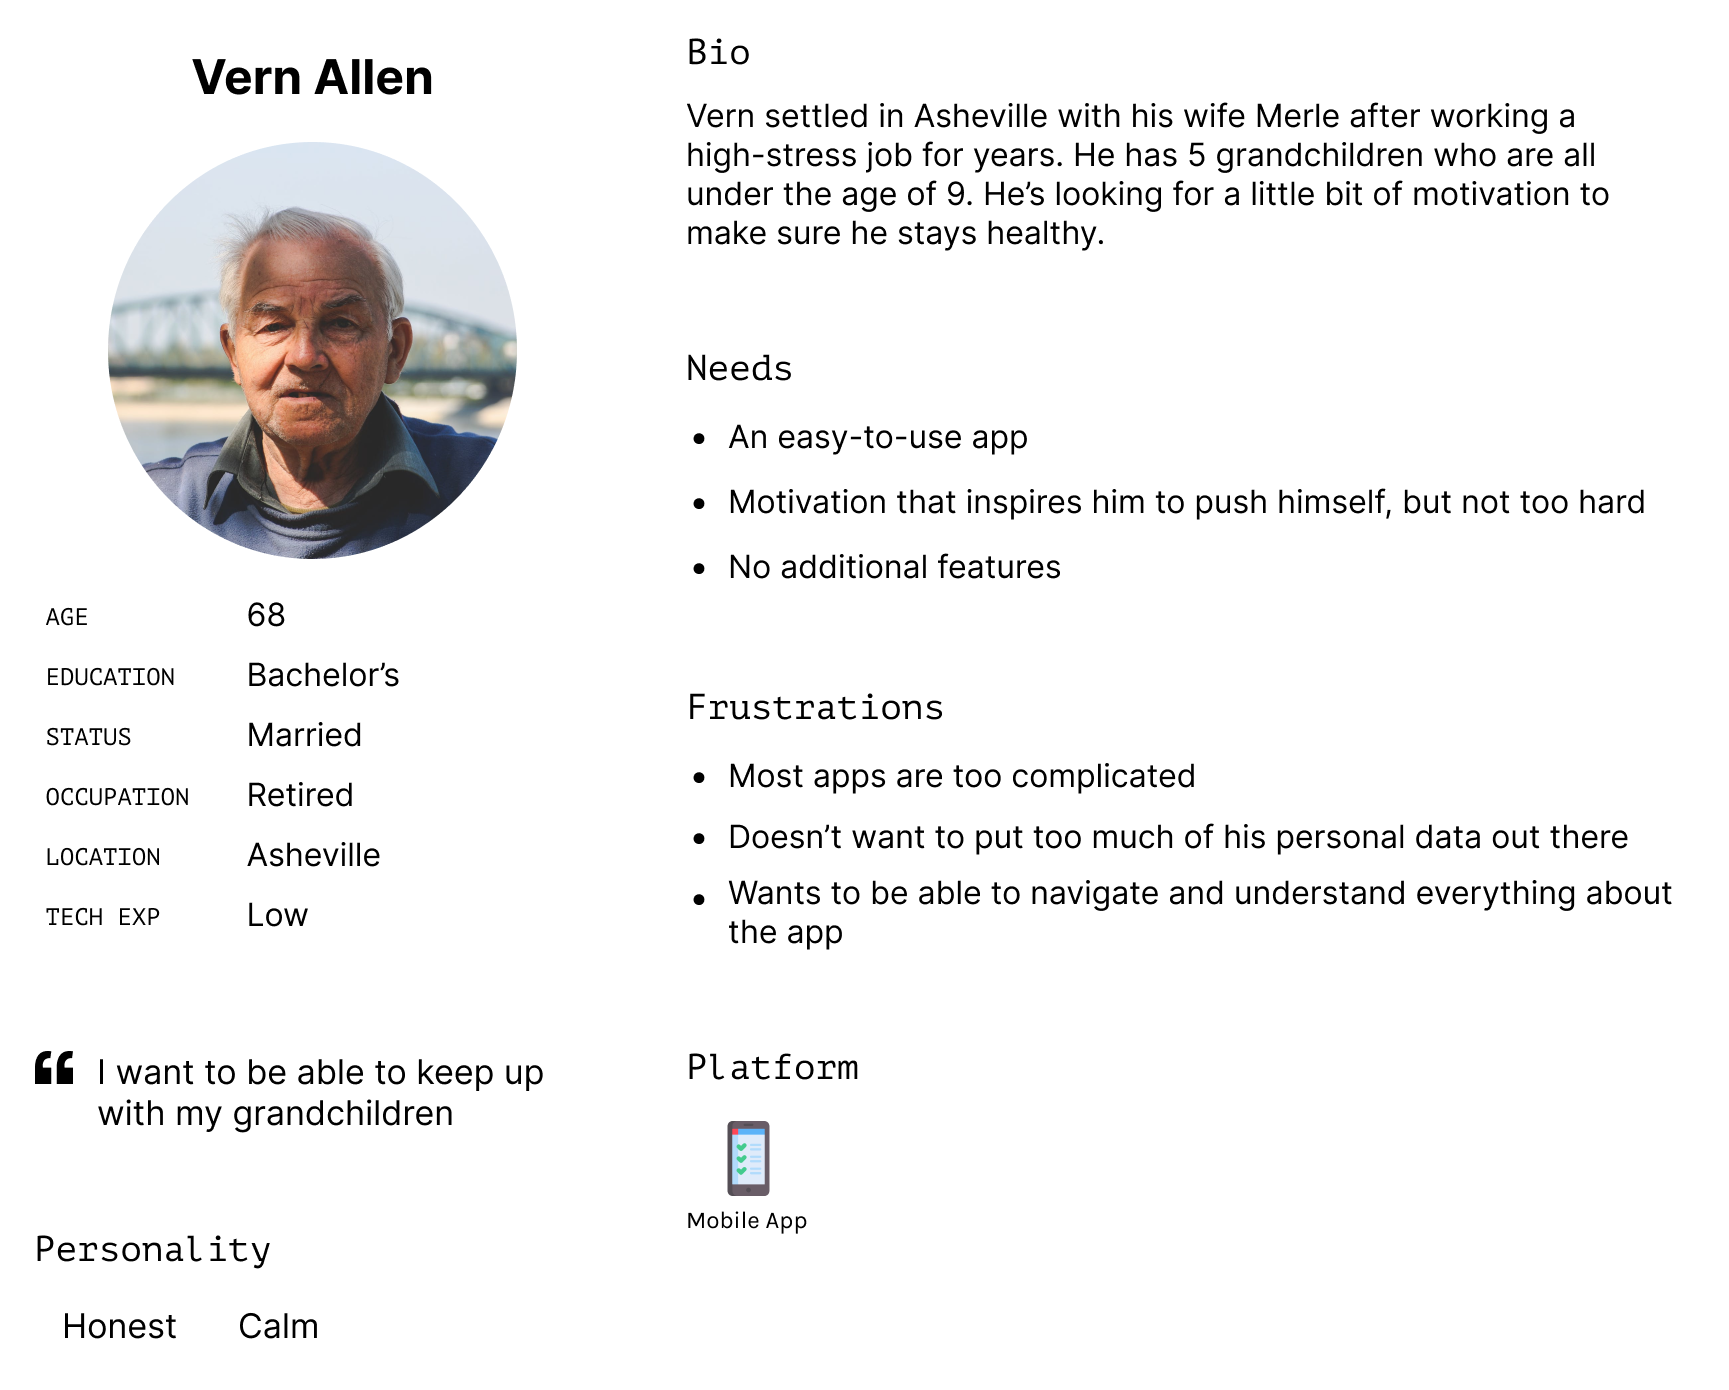 Vern Allen
AGE 68
EDUCATION Bachelor’s
STATUS Married
OCCUPATION Retired
LOCATION Asheville
TECH EXP Low
“ I want to be able to keep up
with my grandchildren
Personality
Honest Calm
Bio
Vern settled in Asheville with his wife Merle after working a
high-stress job for years. He has 5 grandchildren who are all
under the age of 9. He’s looking for a little bit of motivation to
make sure he stays healthy.
Needs
• An easy-to-use app
• Motivation that inspires him to push himself, but not too hard
• No additional features
Frustrations
• Most apps are too complicated
• Doesn’t want to put too much of his personal data out there
• Wants to be able to navigate and understand everything about
the app
Platform
Mobile App